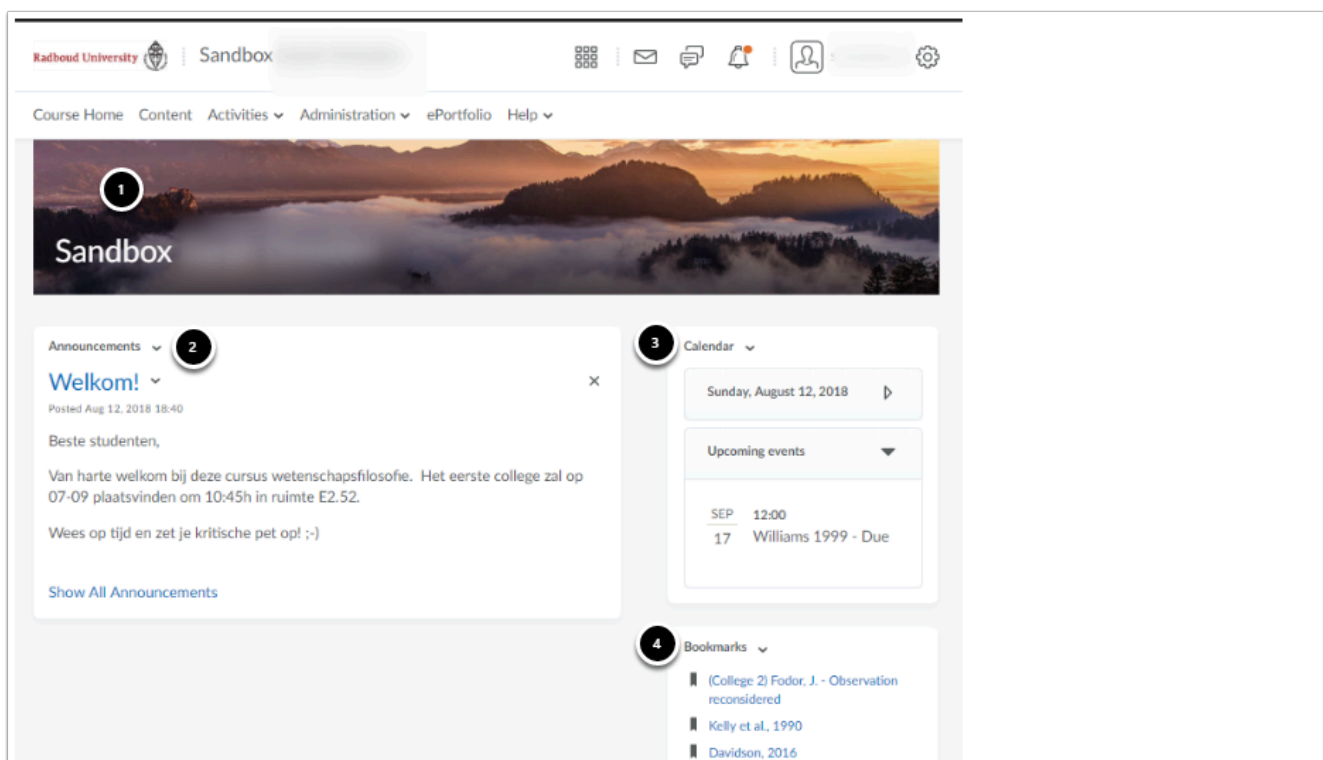 Radboud University
Sandbox
Course Home Content Activities Administration ePortfolio Help
1
Sandbox
Announcements
2
Welkom!
Posted Aug 12, 2018 18:40
Beste studenten,
Van harte welkom bij deze cursus wetenschapsfilosofie. Het eerste college zal op
07-09 plaatsvinden om 10:45h in ruimte E2.52.
Wees op tijd en zet je kritische pet op! ;-)
Show All Announcements
3
Calendar
Sunday, August 12, 2018
Upcoming events
SEP 12:00
17 Williams 1999 - Due
4
Bookmarks
(College 2) Fodor, J. - Observation
reconsidered
Kelly et al., 1990
Davidson, 2016